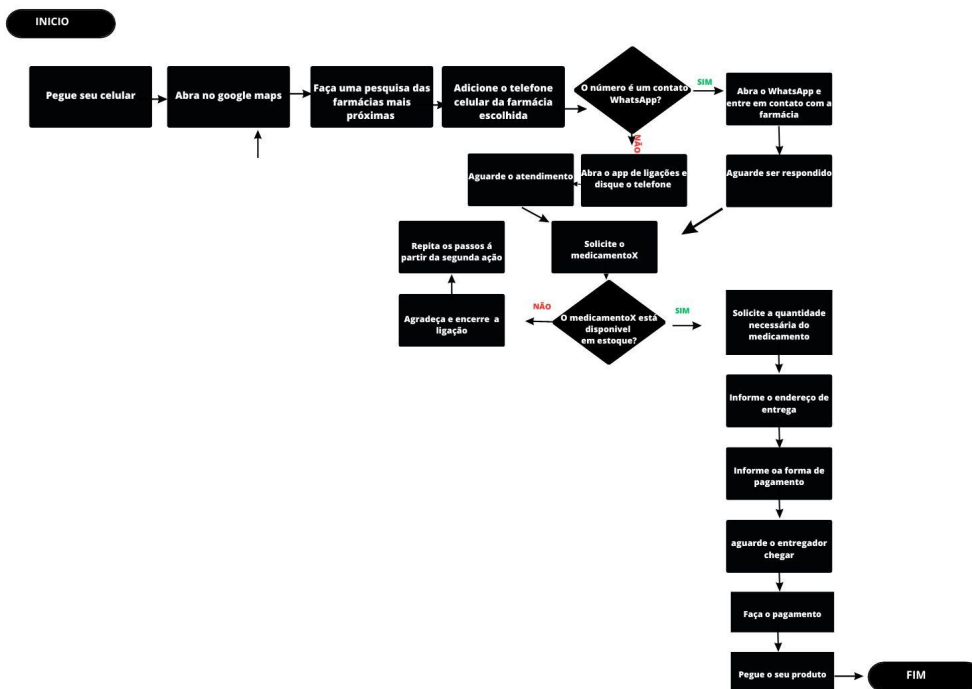 INICIO
Pegue seu celular
Abra no google maps
Faça uma pesquisa das
farmácias mais
próximas
Adicione o telefone
celular da farmácia
escolhida
O número é um contato
WhatsApp?
SIM
Abra o WhatsApp e
entre em contato com a
farmácia
NÃO
Aguarde o atendimento
Abra o app de ligações e
disque o telefone
Aguarde ser respondido
Repita os passos á
partir da segunda ação
Solicite o
medicamentoX
Agradeça e encerre a
ligação
NÃO
O medicamentoX está
disponivel
em estoque?
SIM
Solicite a quantidade
necessária do
medicamento
Informe o endereço de
entrega
Informe oa forma de
pagamento
aguarde o entregador
chegar
Faça o pagamento
Pegue o seu produto
FIM